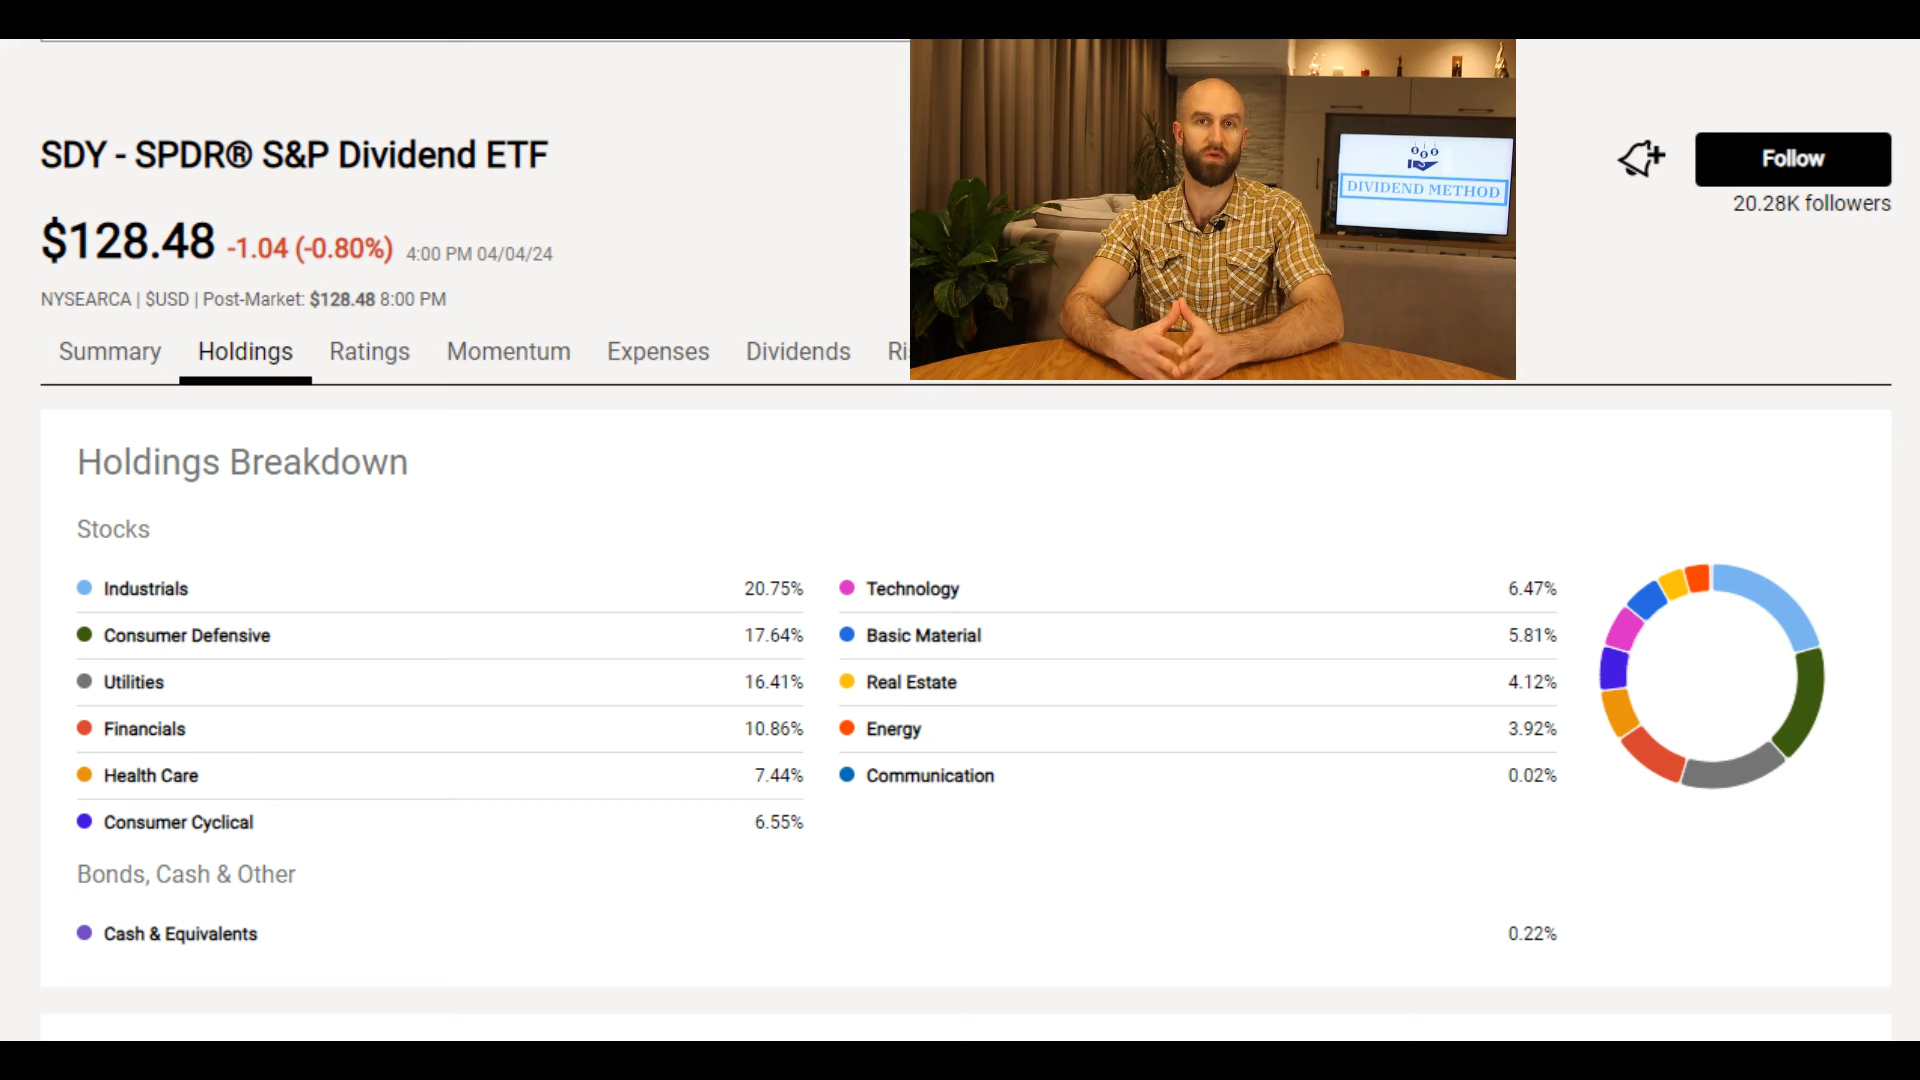 SDY - SPDR® S&P Dividend ETF
$128.48 -1.04 (-0.80%) 4:00 PM 04/04/24
NYSEARCA | $USD | Post-Market: $128.48 8:00 PM
Follow
20.28K followers
DIVIDEND METHOD
Summary Holdings Ratings Momentum Expenses Dividends
Holdings Breakdown
Stocks
Industrials 20.75%
Consumer Defensive 17.64%
Utilities 16.41%
Financials 10.86%
Health Care 7.44%
Consumer Cyclical 6.55%
Technology 6.47%
Basic Material 5.81%
Real Estate 4.12%
Energy 3.92%
Communication 0.02%
Bonds, Cash & Other
Cash & Equivalents 0.22%